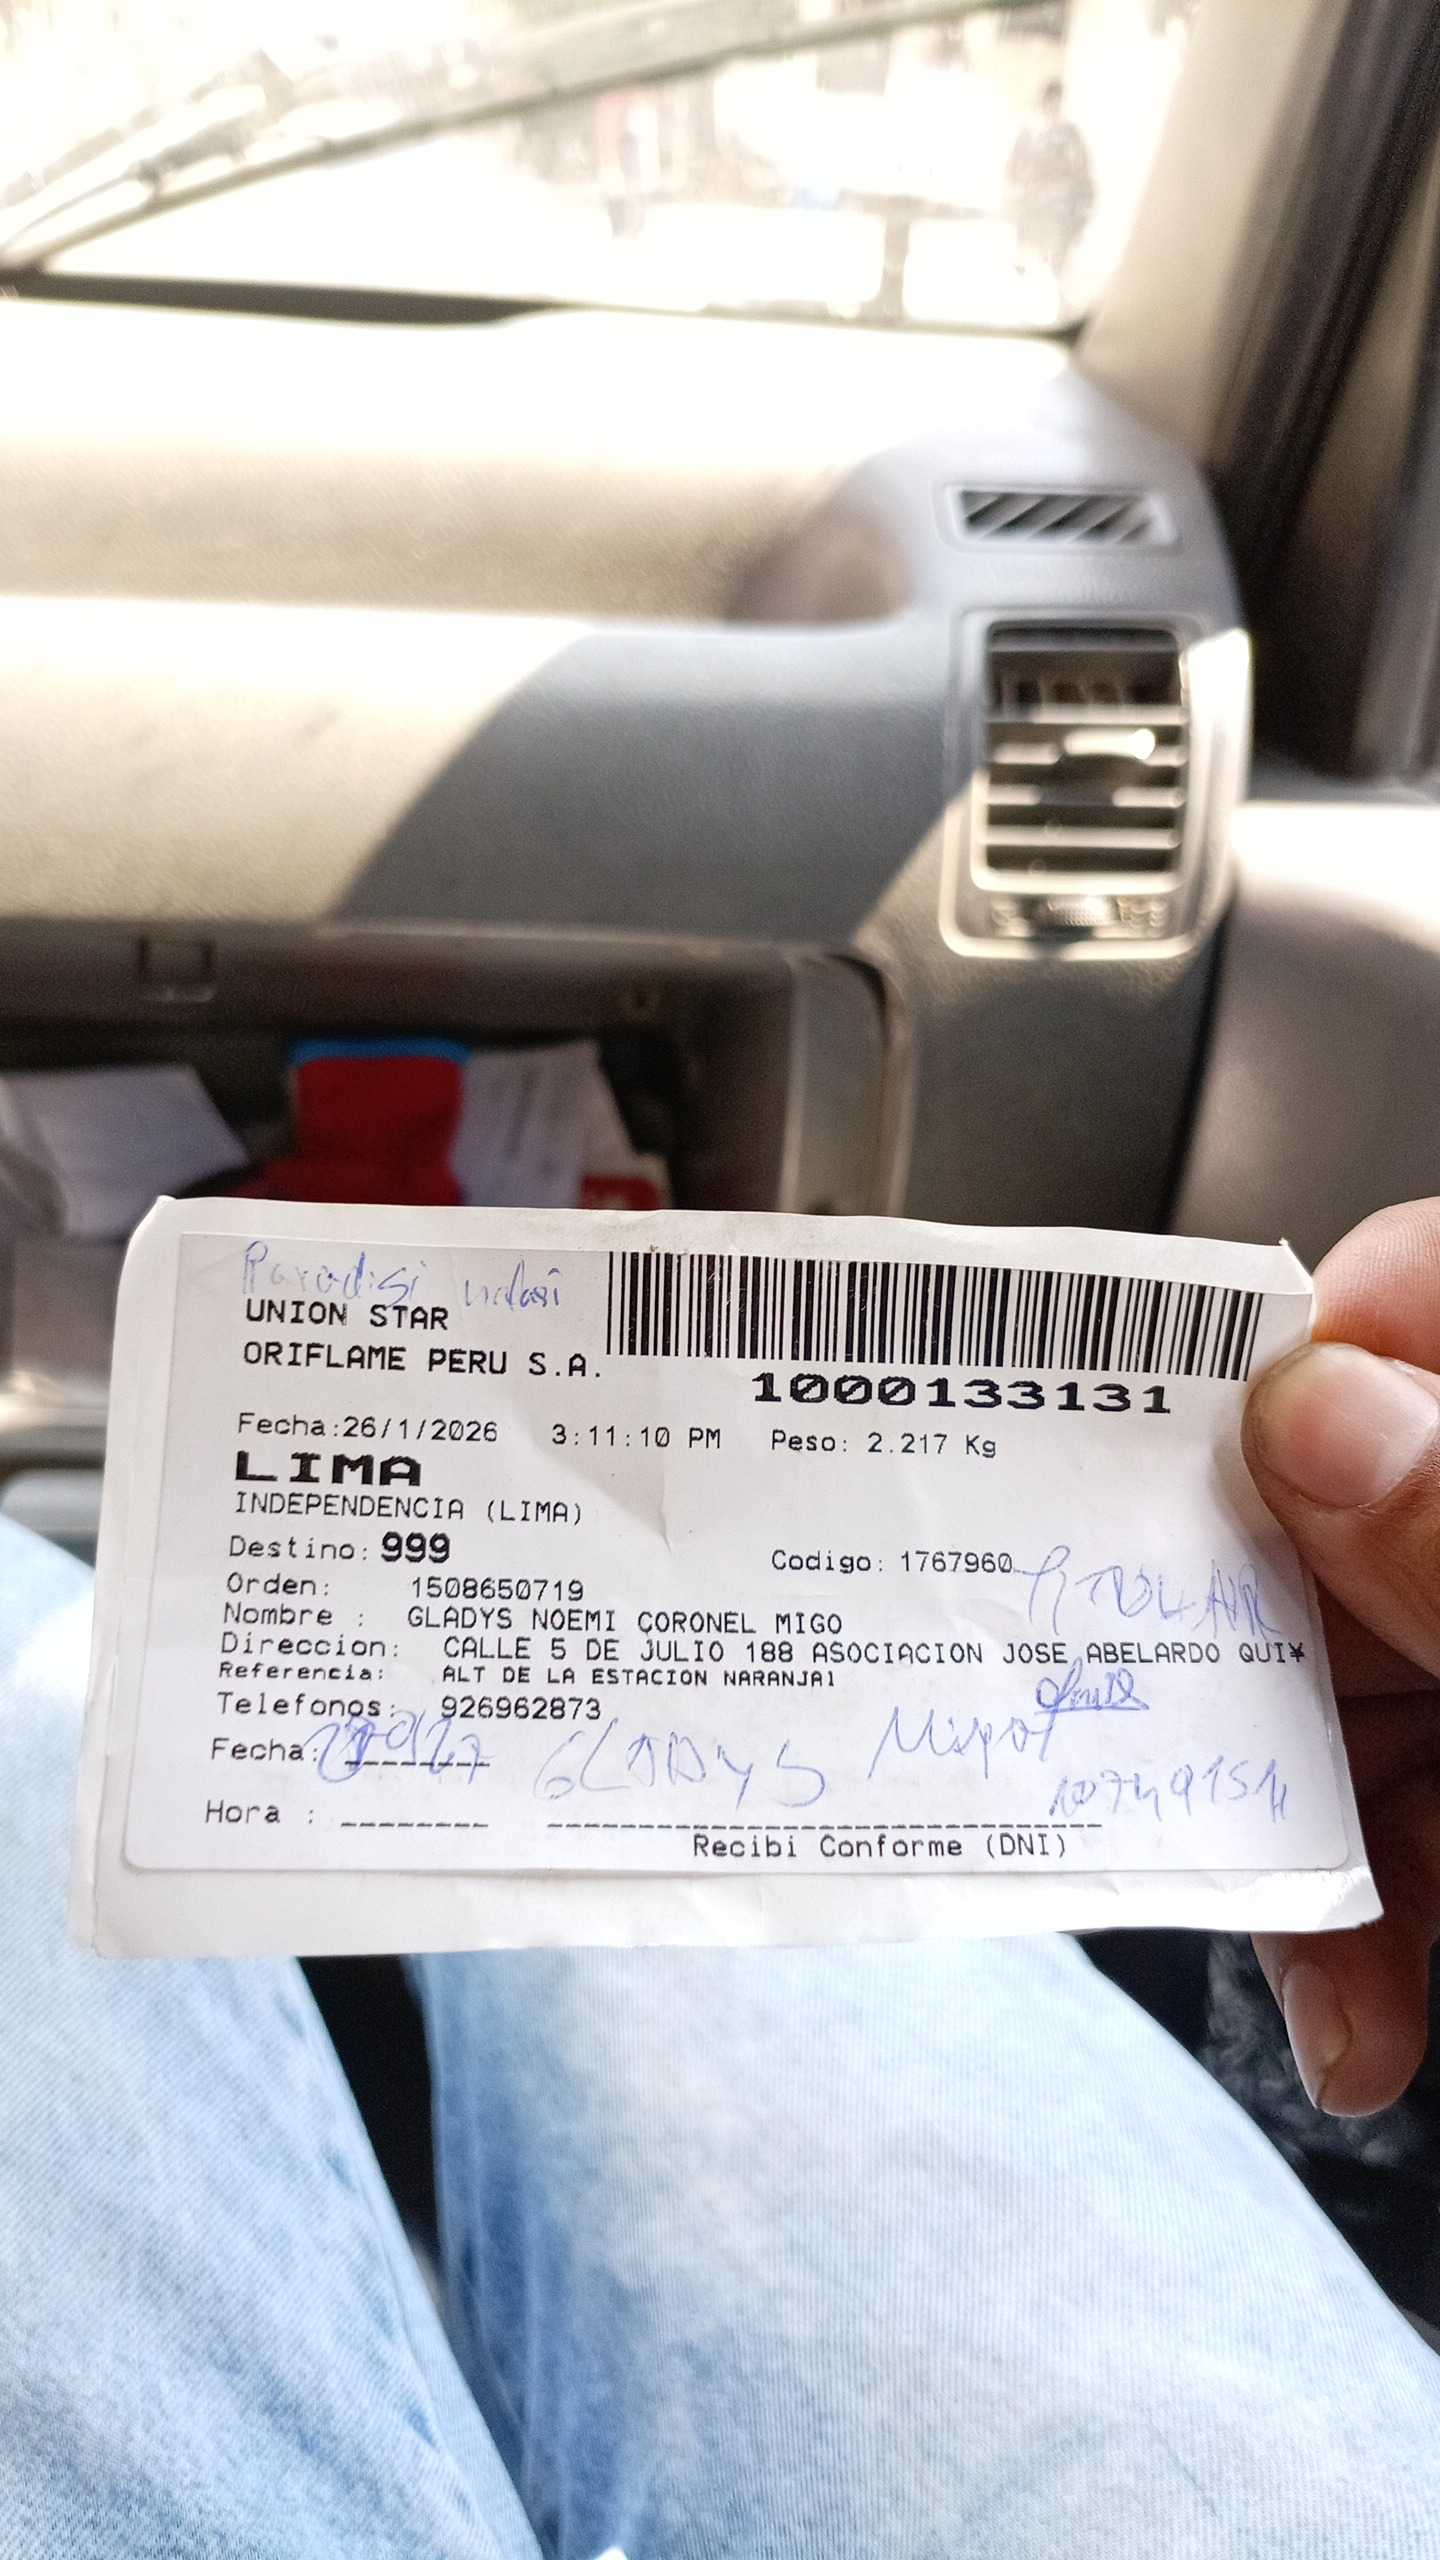 UNION STAR
ORIFLAME PERU S.A.
1000133131
Fecha:26/1/2026 3:11:10 PM Peso: 2.217 Kg
LIMA
INDEPENDENCIA (LIMA)
Destino: 999
Codigo: 1767960
Orden: 1508650719
TITULAR
Nombre : GLADYS NOEMI CORONEL MIGO
Direccion: CALLE 5 DE JULIO 188 ASOCIACION JOSE ABELARDO QUI¥
Referencia: ALT DE LA ESTACION NARANJA1
Telefonos: 926962873
Fecha: GLADYS Migo
Hora :
Recibi Conforme (DNI)